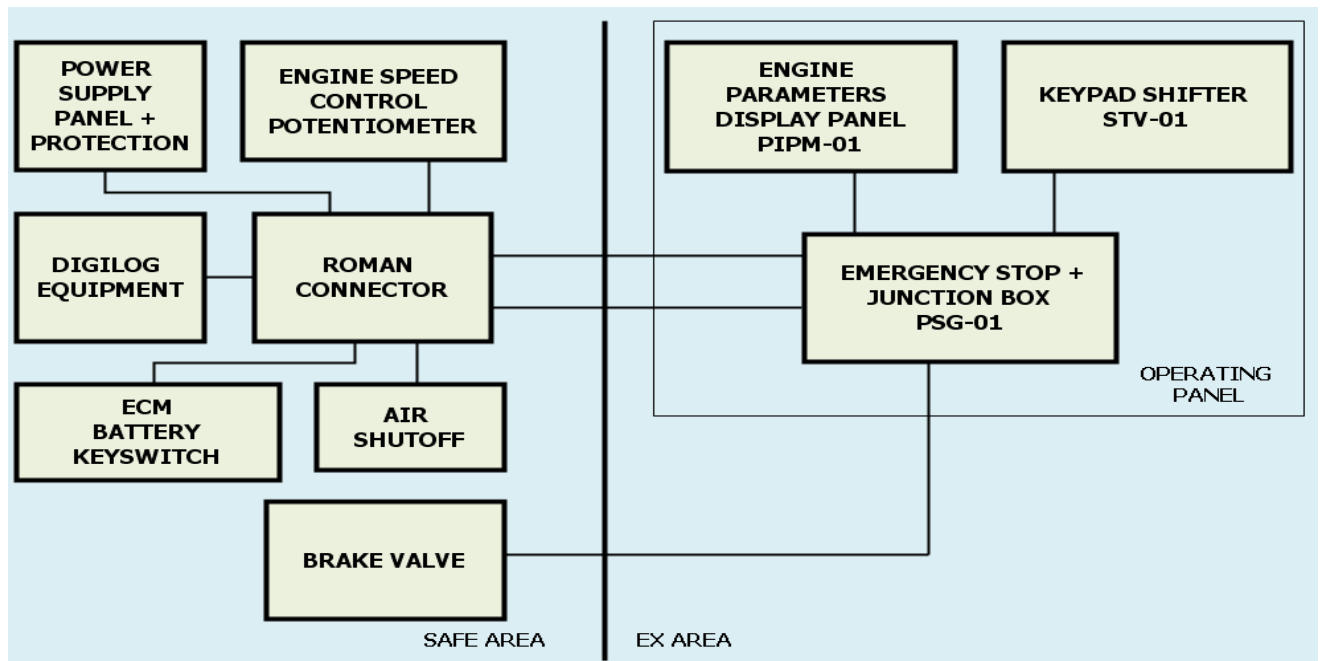 POWER
SUPPLY
PANEL +
PROTECTION
ENGINE SPEED
CONTROL
POTENTIOMETER
ENGINE
PARAMETERS
DISPLAY PANEL
PIPM-01
KEYPAD SHIFTER
STV-01
DIGILOG
EQUIPMENT
ROMAN
CONNECTOR
EMERGENCY STOP +
JUNCTION BOX
PSG-01
OPERATING
PANEL
ECM
BATTERY
KEYSWITCH
AIR
SHUTOFF
BRAKE VALVE
SAFE AREA
EX AREA